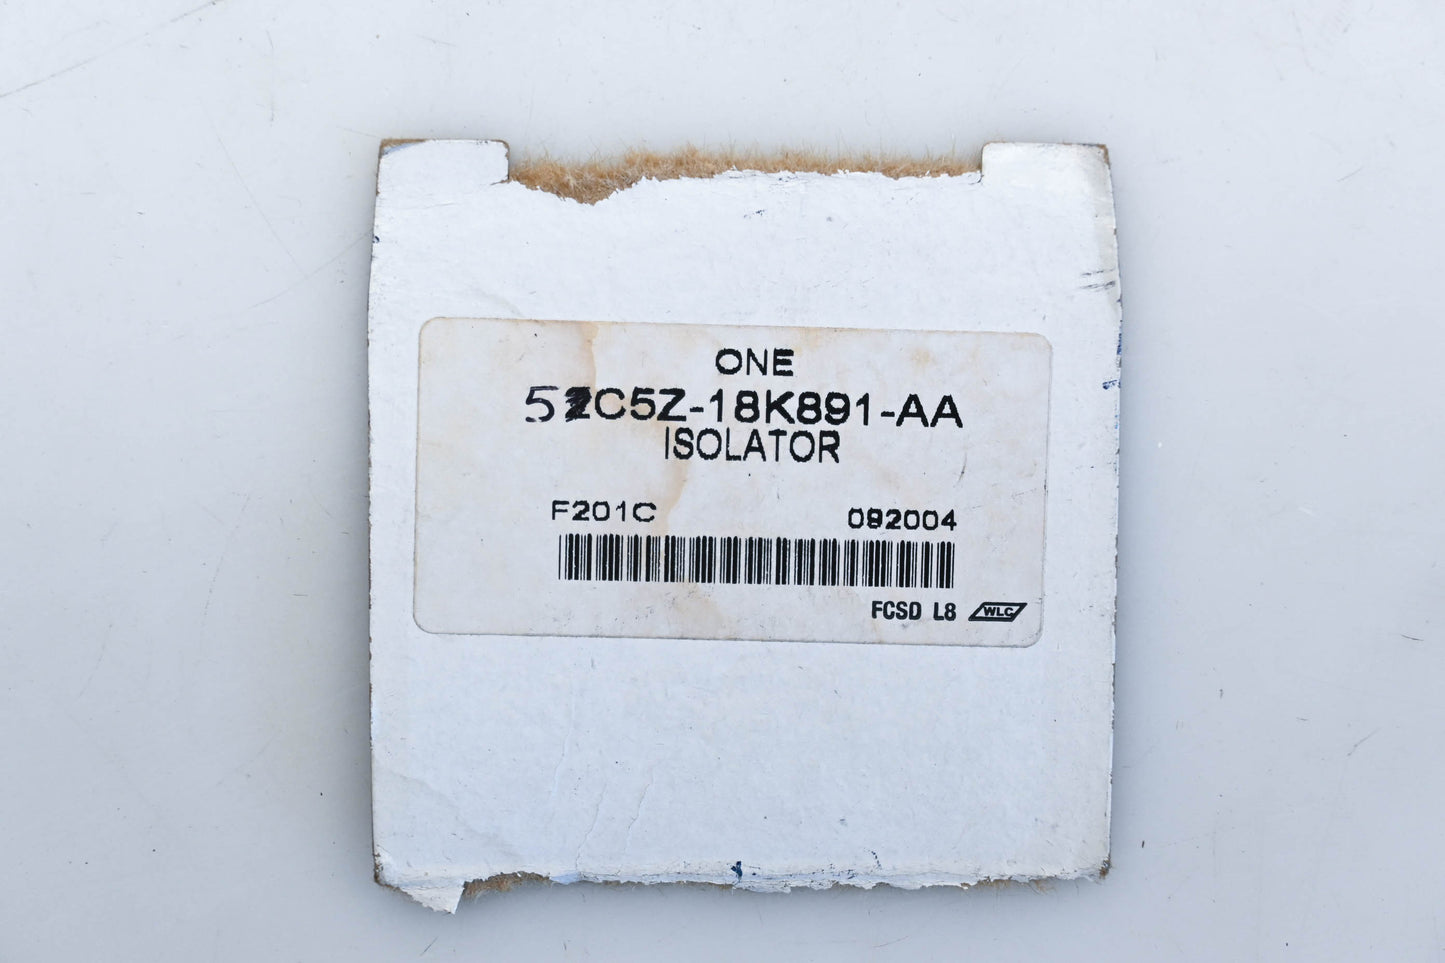 ONE
52C5Z-18K891-AA
ISOLATOR
F201C 092004
FCSD L8 WLC